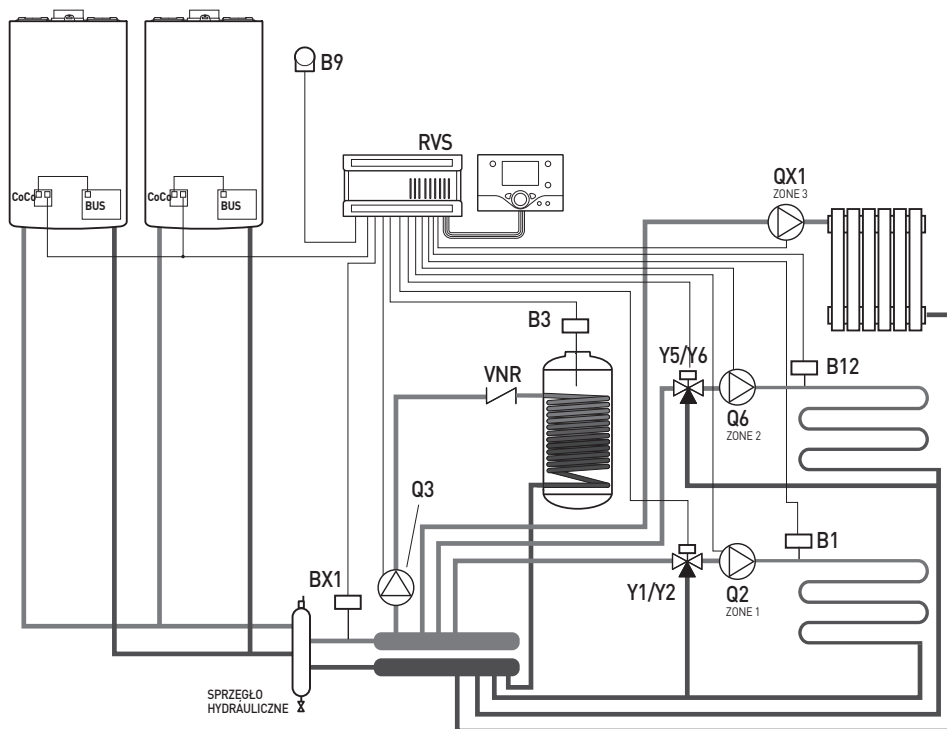 B9
RVS
QX1
ZONE 3
CoCo
BUS
CoCo
BUS
B3
Y5/Y6
B12
VNR
Q6
ZONE 2
Q3
B1
BX1
Y1/Y2
Q2
ZONE 1
SPRZĘGŁO
HYDRAULICZNE